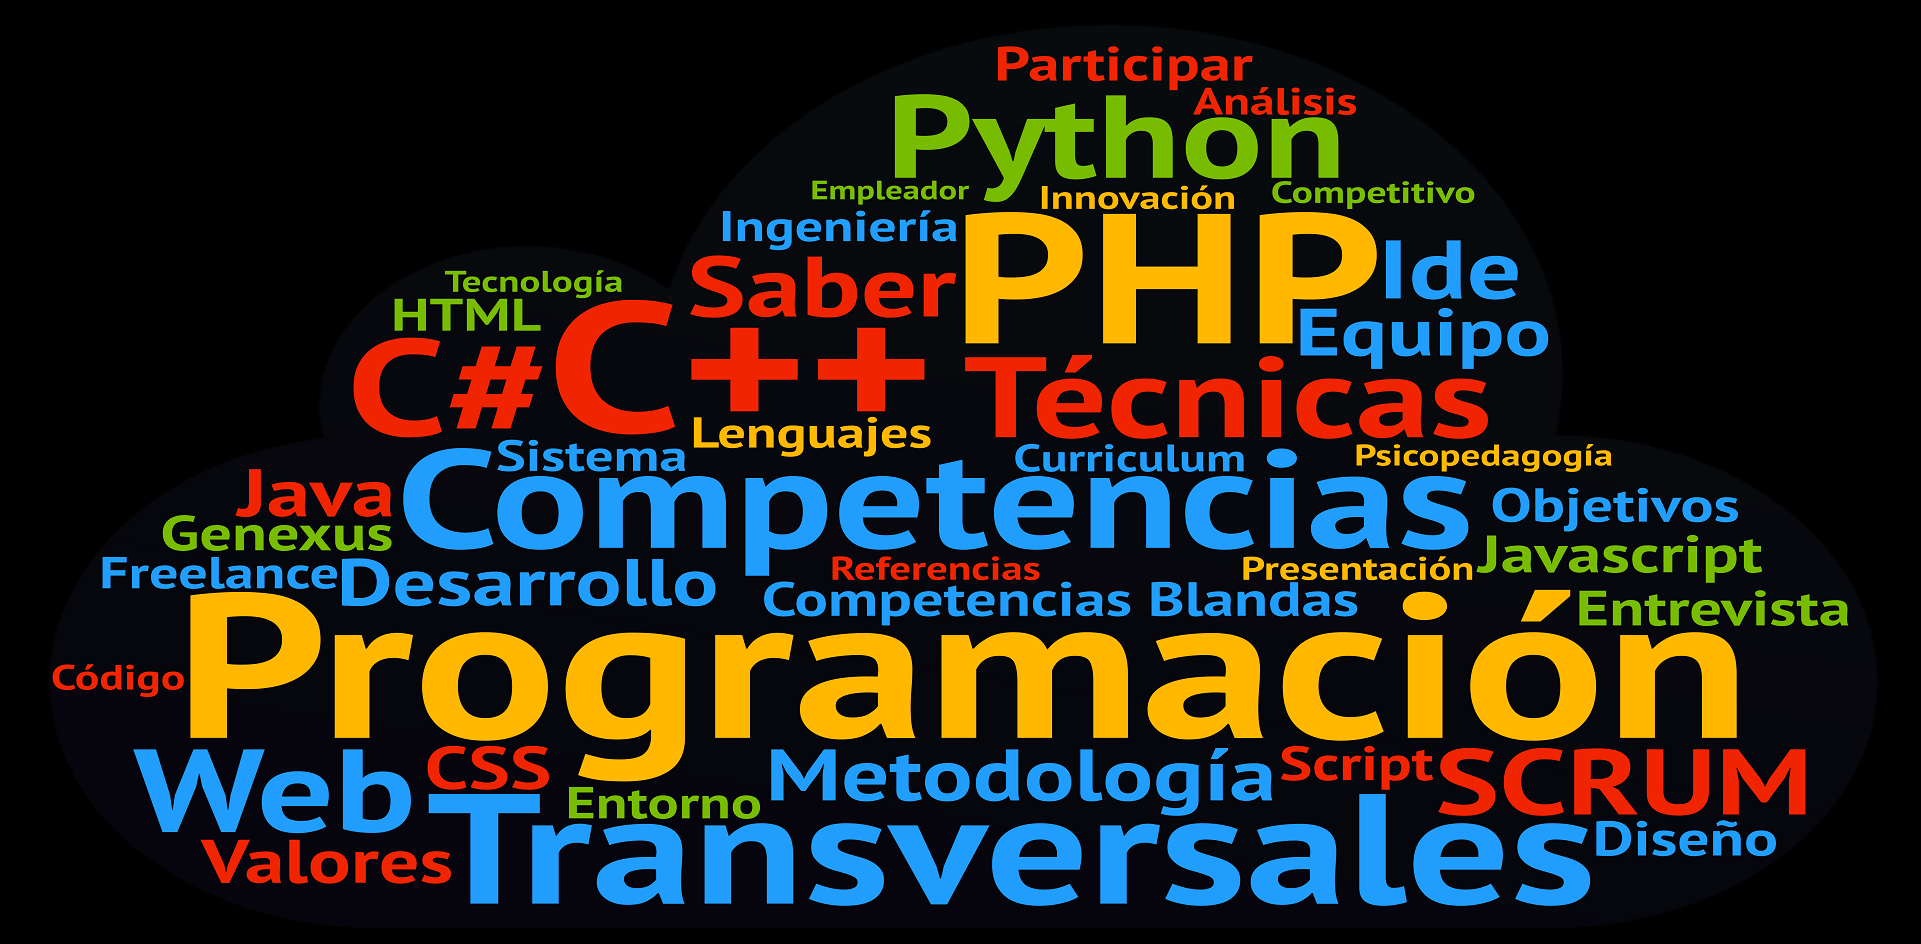 Participar
Análisis
Python
Empleador
Innovación
Competitivo
Ingeniería
PHP
Ide
Saber
Tecnología
HTML
C++
Equipo
C#
Técnicas
Lenguajes
Sistema
Curriculum
Psicopedagogía
Java
Competencias
Objetivos
Genexus
Javascript
Freelance
Desarrollo
Referencias
Presentación
Competencias Blandas
Entrevista
Programación
Código
Web
CSS
Metodología
Script
SCRUM
Entorno
Transversales
Diseño
Valores